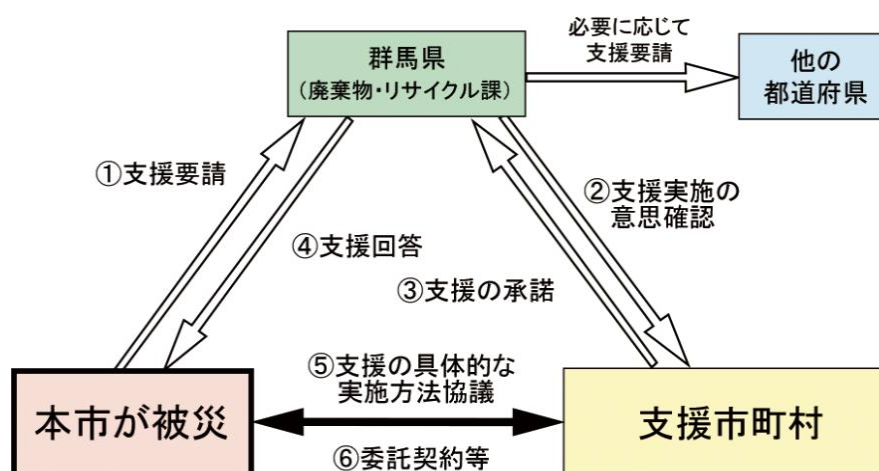 群馬県
（廃棄物・リサイクル課）
必要に応じて
支援要請
他の
都道府県
①支援要請
②支援実施の
意思確認
④支援回答
③支援の承諾
⑤支援の具体的な
実施方法協議
本市が被災
支援市町村
⑥委託契約等